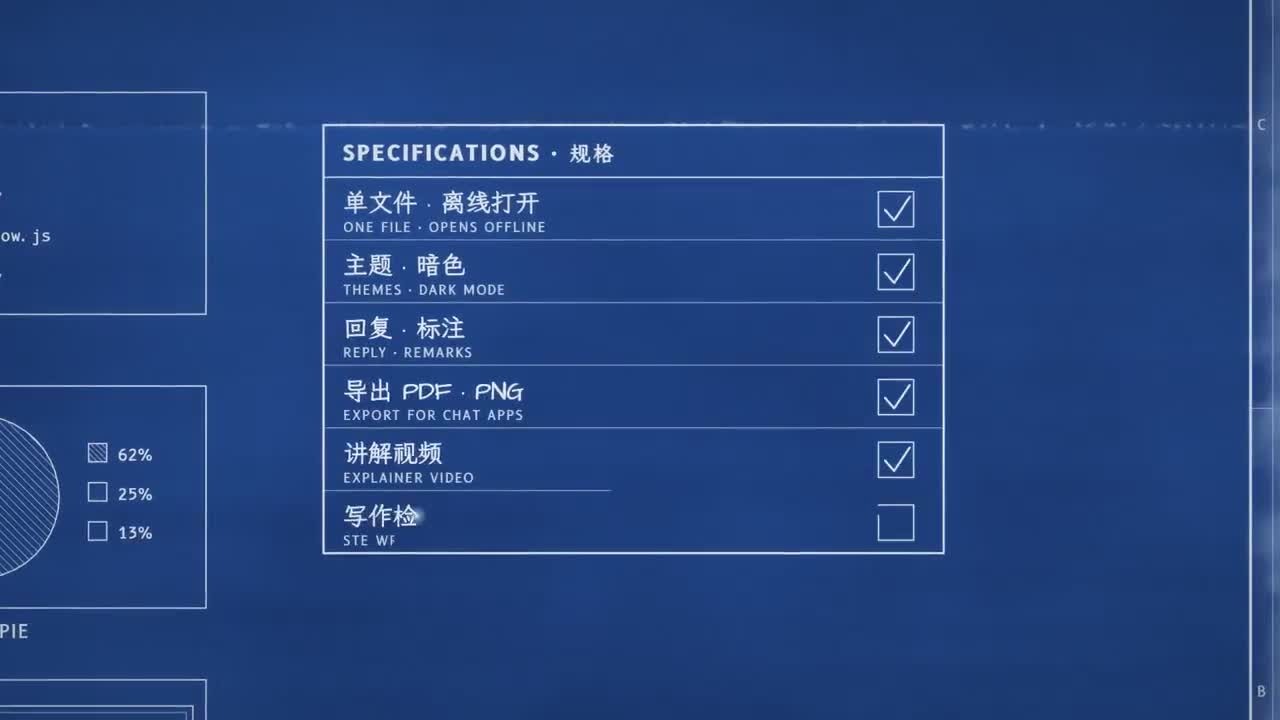 ow.js
62%
25%
13%
PIE
SPECIFICATIONS · 规格
单文件 · 离线打开
ONE FILE · OPENS OFFLINE
主题 · 暗色
THEMES · DARK MODE
回复 · 标注
REPLY · REMARKS
导出 PDF · PNG
EXPORT FOR CHAT APPS
讲解视频
EXPLAINER VIDEO
写作检
STE
C
B